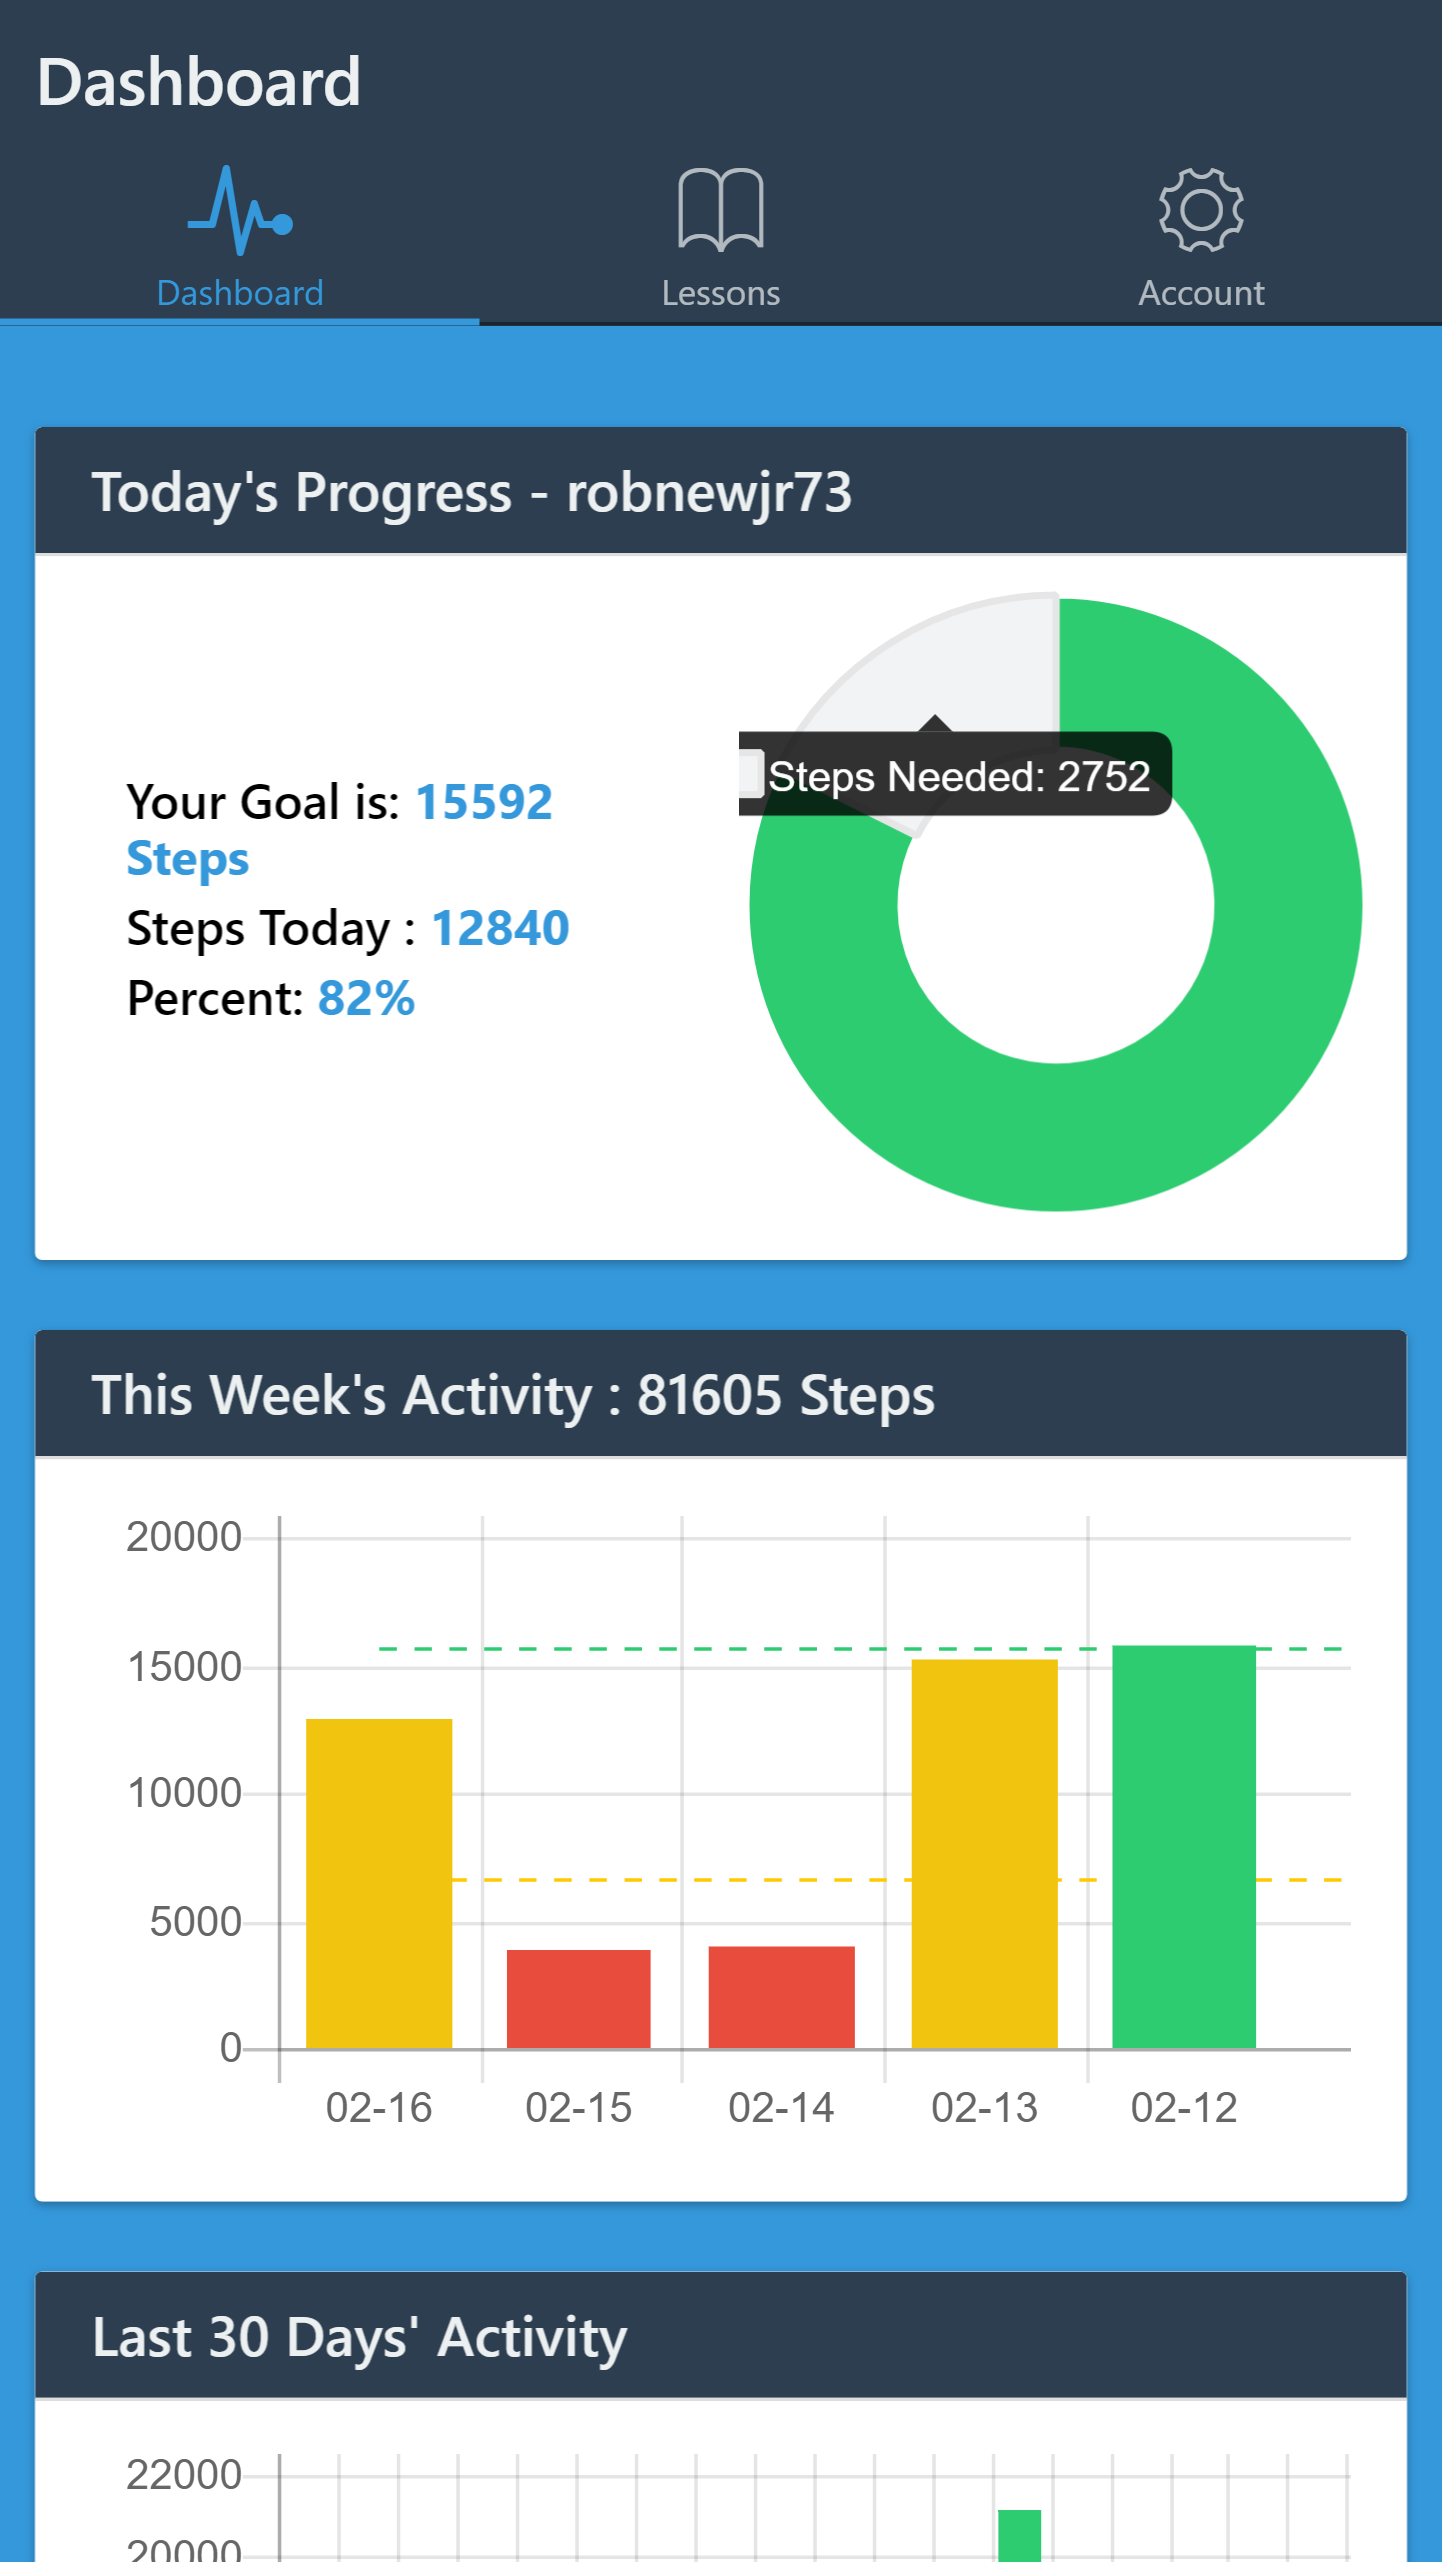 Dashboard
Dashboard
Lessons
Account
Today's Progress - robnewjr73
Your Goal is: 15592
Steps
Steps Today : 12840
Percent: 82%
Steps Needed: 2752
This Week's Activity : 81605 Steps
20000
15000
10000
5000
0
02-16 02-15 02-14 02-13 02-12
Last 30 Days' Activity
22000
20000